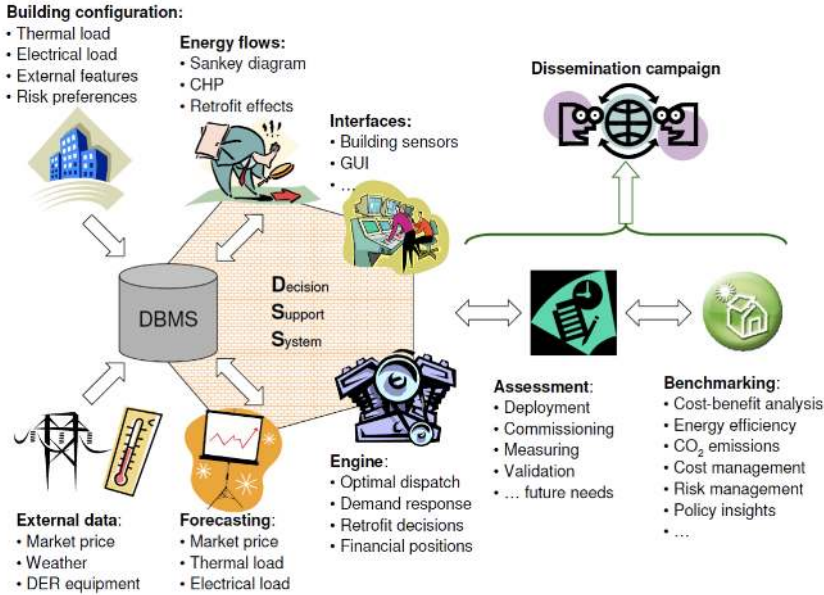 Building configuration:
• Thermal load
• Electrical load
• External features
• Risk preferences
Energy flows:
• Sankey diagram
• CHP
• Retrofit effects
Interfaces:
• Building sensors
• GUI
• ...
Dissemination campaign
DBMS
Decision
Support
System
External data:
• Market price
• Weather
• DER equipment
Forecasting:
• Market price
• Thermal load
• Electrical load
Engine:
• Optimal dispatch
• Demand response
• Retrofit decisions
• Financial positions
Assessment:
• Deployment
• Commissioning
• Measuring
• Validation
• ... future needs
Benchmarking:
• Cost-benefit analysis
• Energy efficiency
• CO₂ emissions
• Cost management
• Risk management
• Policy insights
• ...